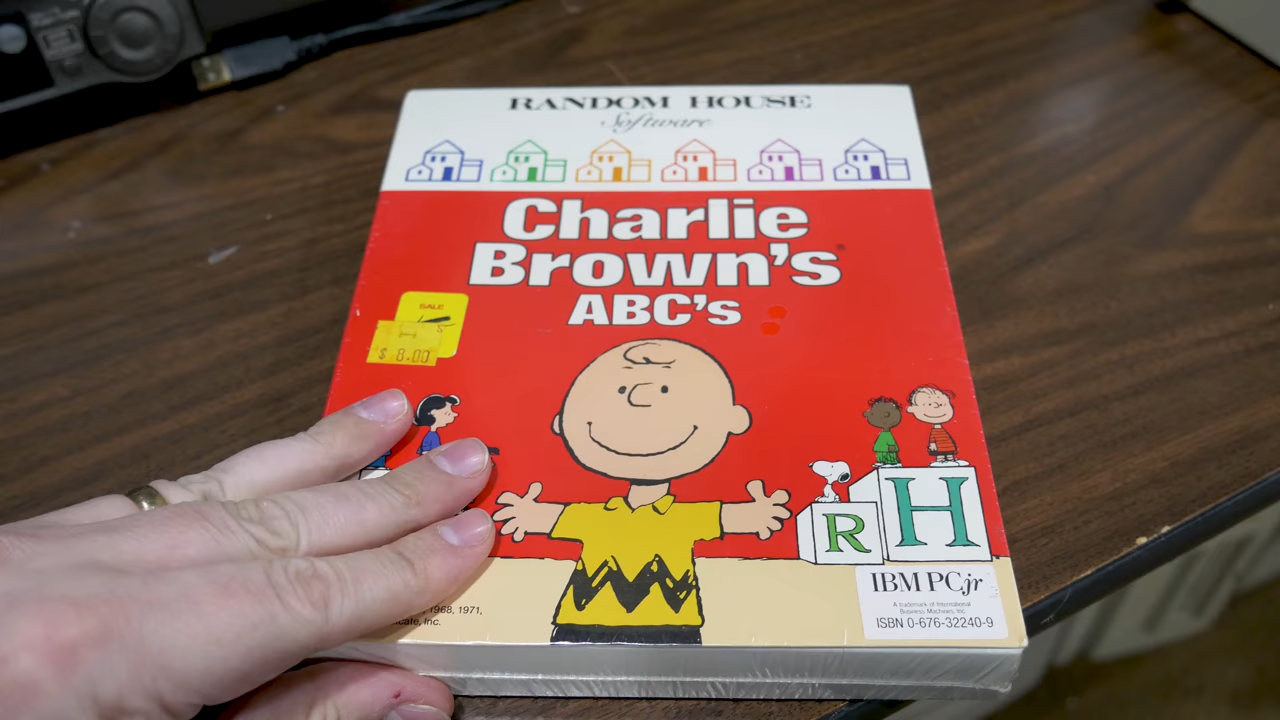 RANDOM HOUSE
Software
Charlie
Brown's®
ABC's
SALE
$ 8.00
R
H
1968, 1971,
cate, Inc.
IBM PCjr
A trademark of International
Business Machines, Inc.
ISBN 0-676-32240-9